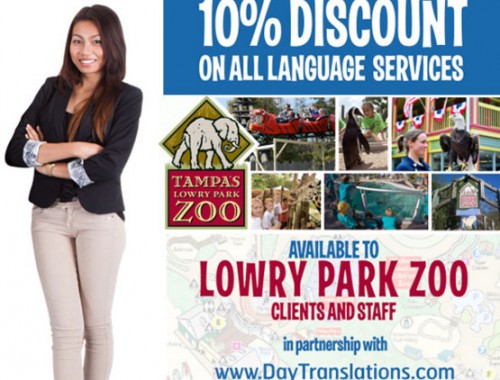 10% DISCOUNT
ON ALL LANGUAGE SERVICES
TAMPA'S
LOWRY PARK
ZOO
AVAILABLE TO
LOWRY PARK ZOO
CLIENTS AND STAFF
in partnership with
www.DayTranslations.com